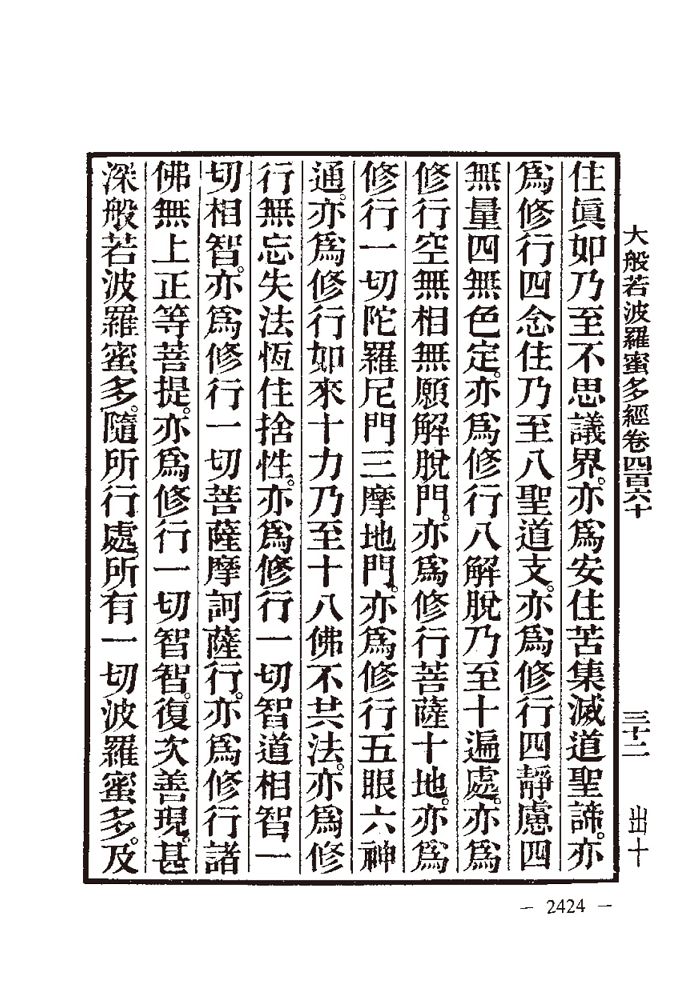 大般若波羅蜜多經卷四百六十
三十二
出十
住眞如乃至不思議界。亦爲安住苦集滅道聖諦。亦
爲修行四念住乃至八聖道支。亦爲修行四靜慮四
無量四無色定。亦爲修行八解脫乃至十遍處。亦爲
修行空無相無願解脫門。亦爲修行菩薩十地。亦爲
修行一切陀羅尼門三摩地門。亦爲修行五眼六神
通。亦爲修行如來十力乃至十八佛不共法。亦爲修
行無忘失法恆住捨性。亦爲修行一切智道相智一
切相智。亦爲修行一切菩薩摩訶薩行。亦爲修行諸
佛無上正等菩提。亦爲修行一切智智。復次善現。甚
深般若波羅蜜多。隨所行處。所有一切波羅蜜多。及
— 2424 —